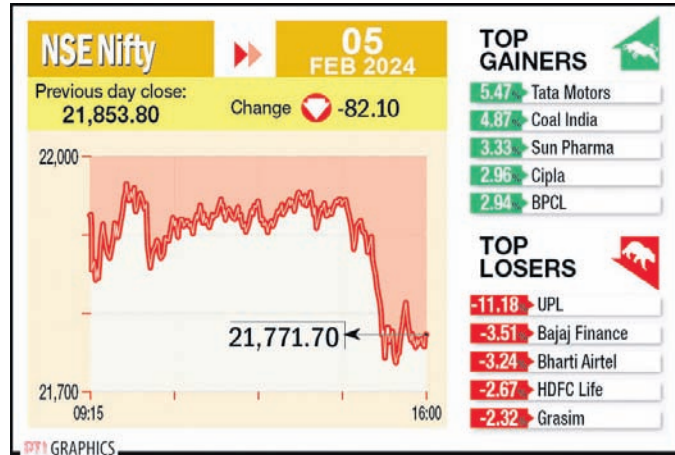 NSE Nifty
05
FEB 2024
Previous day close:
21,853.80
Change -82.10
22,000
21,771.70
21,700
09:15 16:00
TOP
GAINERS
5.47% Tata Motors
4.87% Coal India
3.33% Sun Pharma
2.96% Cipla
2.94% BPCL
TOP
LOSERS
-11.18% UPL
-3.51% Bajaj Finance
-3.24% Bharti Airtel
-2.67% HDFC Life
-2.32% Grasim
PTI GRAPHICS